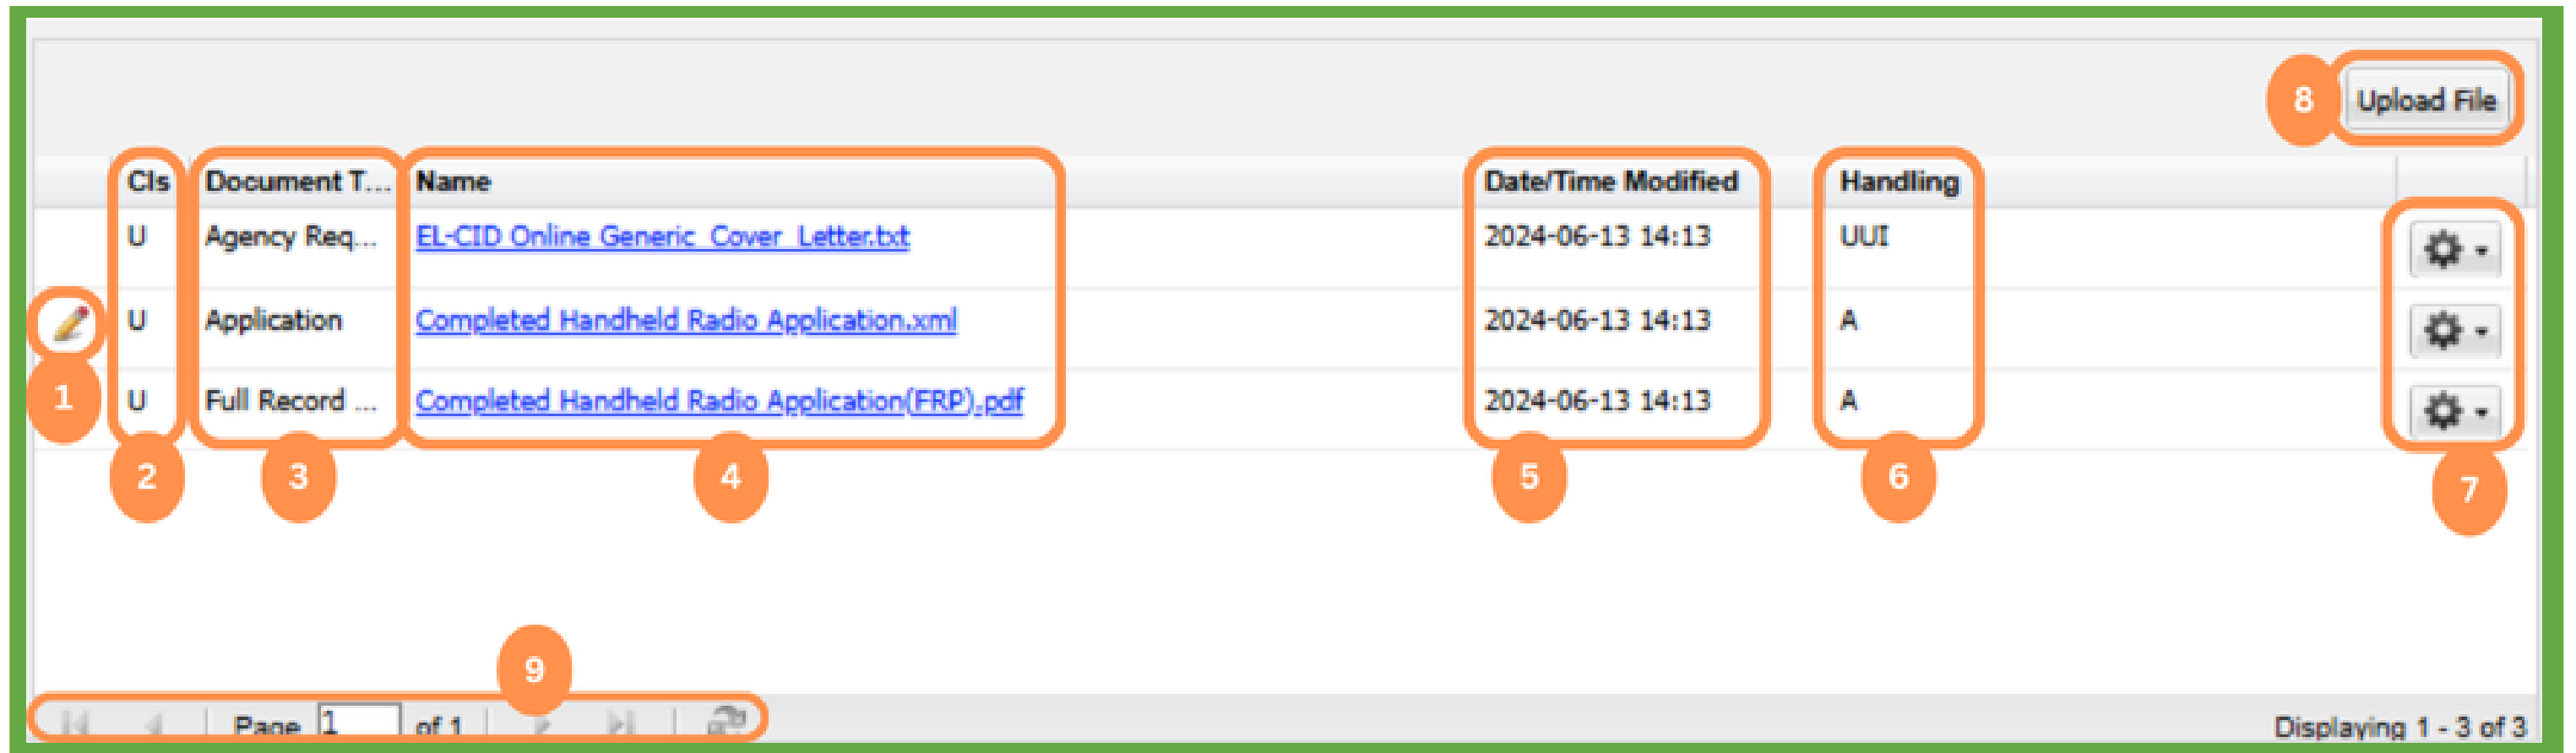 8 Upload File
Cls Document T... Name Date/Time Modified Handling
U Agency Req... EL-CID Online Generic_Cover_Letter.txt 2024-06-13 14:13 UUI
U Application Completed Handheld Radio Application.xml 2024-06-13 14:13 A
1 U Full Record ... Completed Handheld Radio Application(FRP).pdf 2024-06-13 14:13 A
2 3 4 5 6 7
9
Page 1 of 1 Displaying 1 - 3 of 3